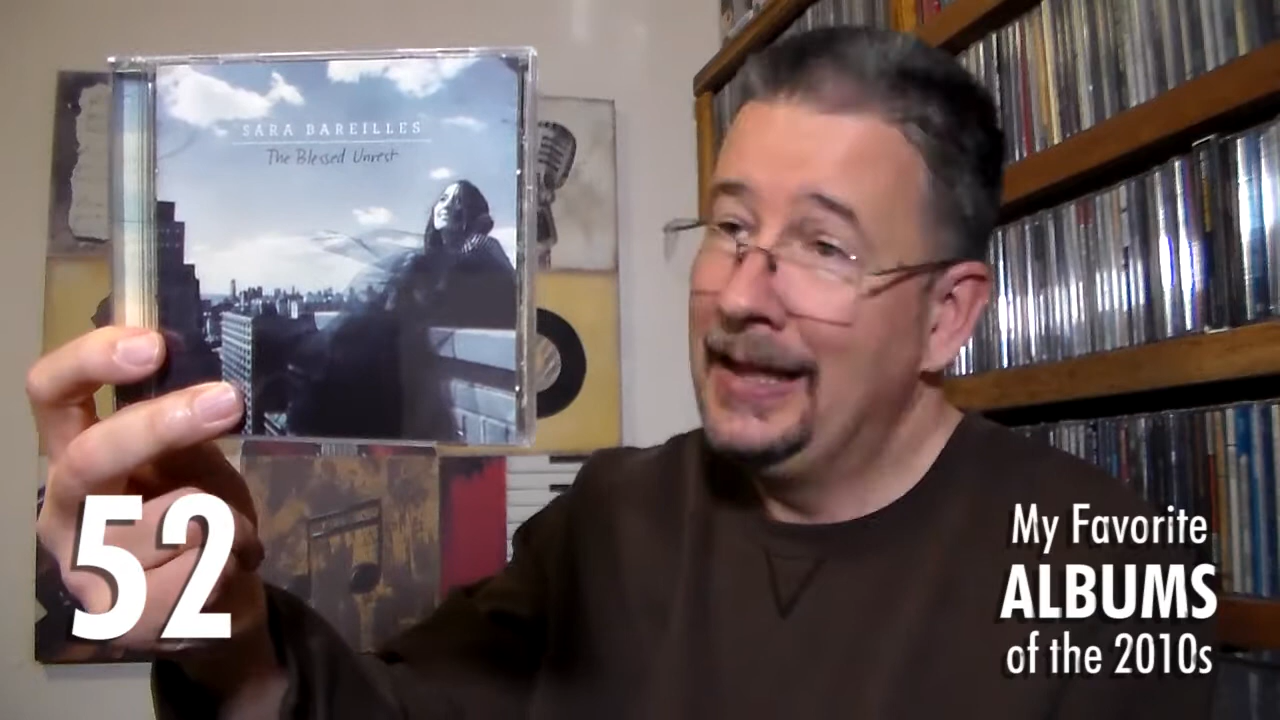 SARA BAREILLES
The Blessed Unrest
52
My Favorite
ALBUMS
of the 2010s